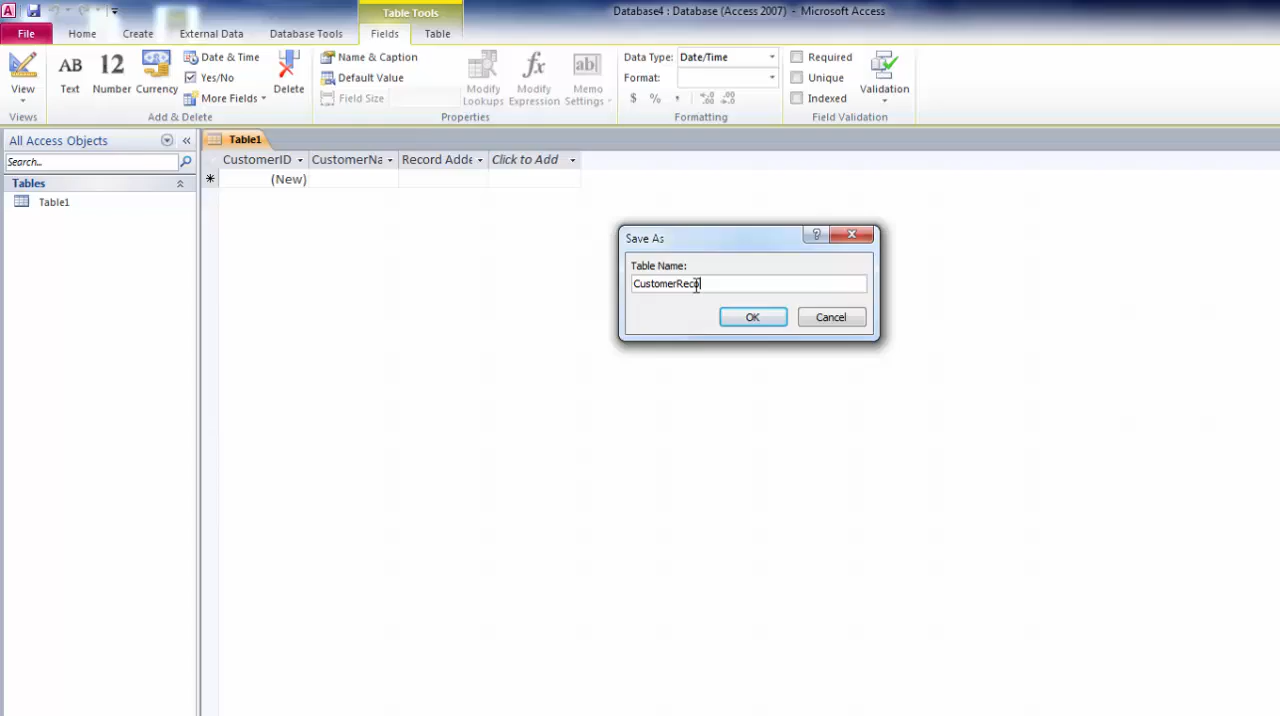 Table Tools
Database4 : Database (Access 2007) - Microsoft Access
File Home Create External Data Database Tools Fields Table
View
Views
AB Text
12 Number
Currency
Date & Time
Yes/No
More Fields
Delete
Add & Delete
Name & Caption
Default Value
Field Size
Modify Lookups
fx Modify Expression
ab Memo Settings
Properties
Data Type: Date/Time
Format:
$ % , .00 .00
Formatting
Required
Unique
Indexed
Validation
Field Validation
All Access Objects
Search...
Tables
Table1
Table1
CustomerID CustomerNa Record Adde Click to Add
* (New)
Save As
Table Name:
CustomerReco
OK Cancel